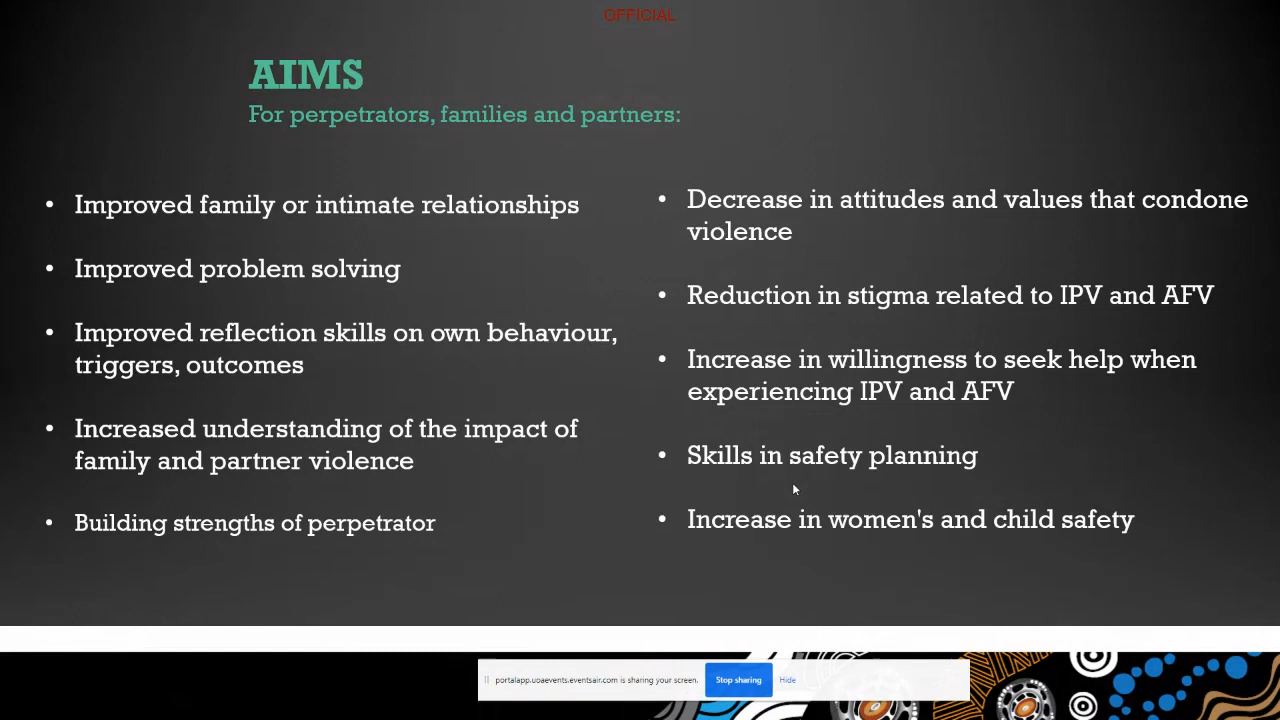 OFFICIAL
AIMS
For perpetrators, families and partners:
• Improved family or intimate relationships
• Improved problem solving
• Improved reflection skills on own behaviour,
triggers, outcomes
• Increased understanding of the impact of
family and partner violence
• Building strengths of perpetrator
• Decrease in attitudes and values that condone
violence
• Reduction in stigma related to IPV and AFV
• Increase in willingness to seek help when
experiencing IPV and AFV
• Skills in safety planning
• Increase in women's and child safety
portalapp.uoaevents.eventsair.com is sharing your screen.
Stop sharing
Hide